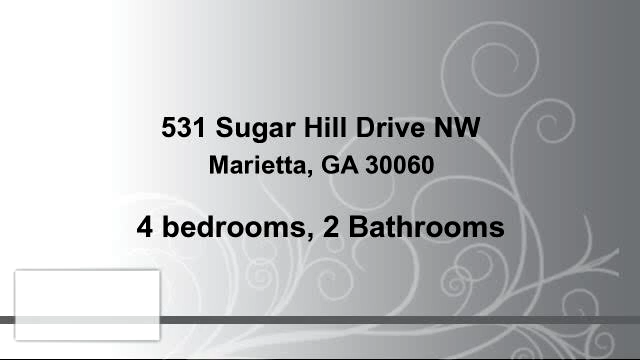 531 Sugar Hill Drive NW
Marietta, GA 30060
4 bedrooms, 2 Bathrooms